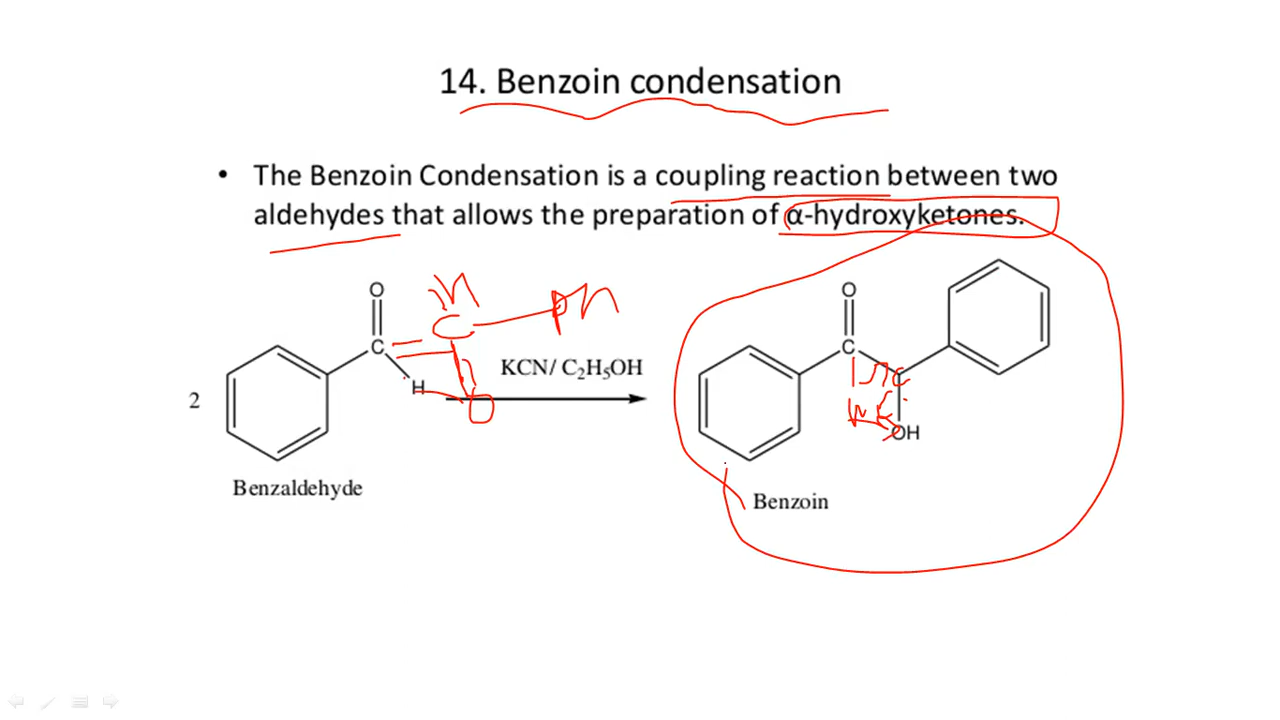 14. Benzoin condensation
• The Benzoin Condensation is a coupling reaction between two
aldehydes that allows the preparation of α-hydroxyketones.
O
C
H
H
C
Ph
O
2
KCN/ C₂H₅OH
Benzaldehyde
O
C
OH
Benzoin